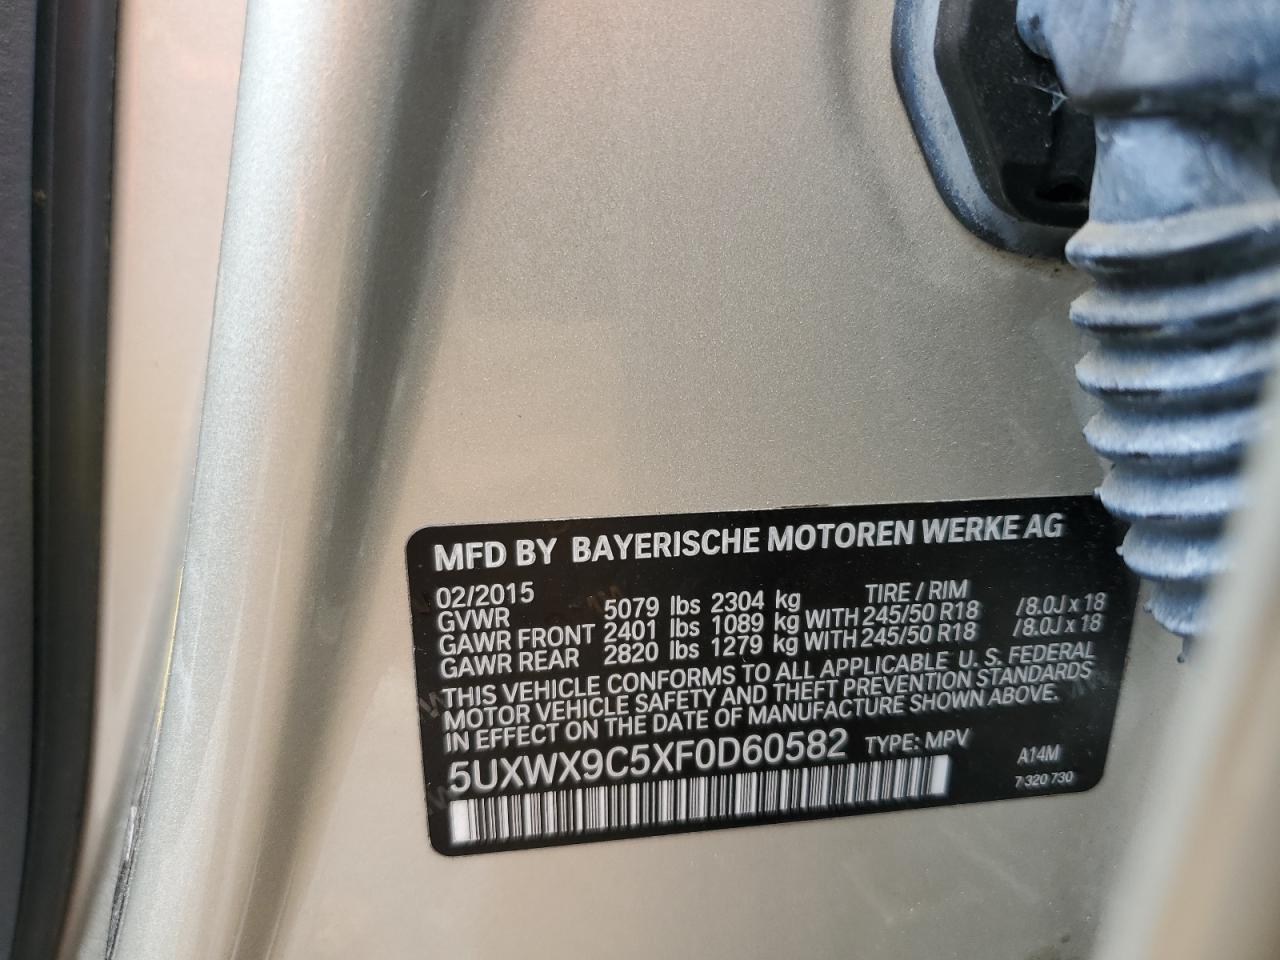 MFD BY BAYERISCHE MOTOREN WERKE AG
02/2015 TIRE / RIM
GVWR 5079 lbs 2304 kg
GAWR FRONT 2401 lbs 1089 kg WITH 245/50 R18 /8.0J x 18
GAWR REAR 2820 lbs 1279 kg WITH 245/50 R18 /8.0J x 18
THIS VEHICLE CONFORMS TO ALL APPLICABLE U. S. FEDERAL
MOTOR VEHICLE SAFETY AND THEFT PREVENTION STANDARDS
IN EFFECT ON THE DATE OF MANUFACTURE SHOWN ABOVE.
5UXWX9C5XF0D60582 TYPE: MPV A14M
7 320 730